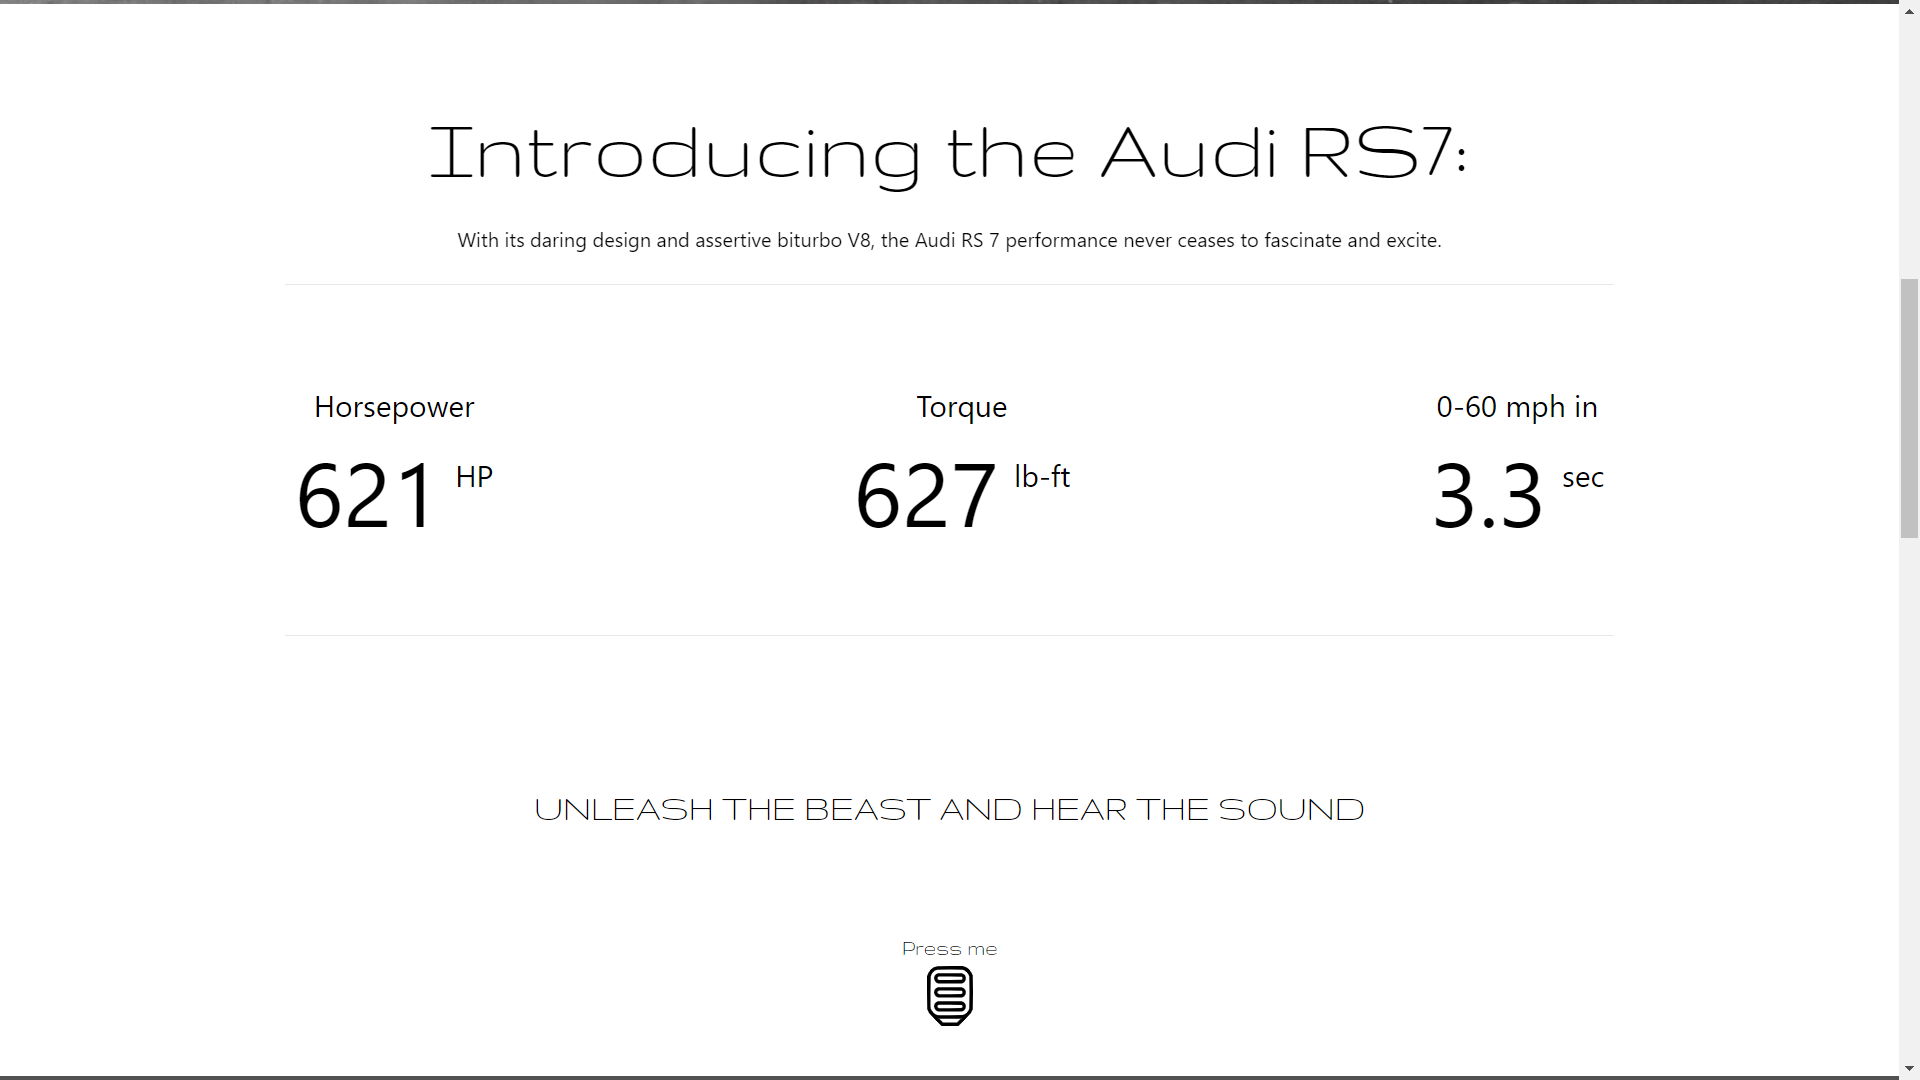 Introducing the Audi RS7:
With its daring design and assertive biturbo V8, the Audi RS 7 performance never ceases to fascinate and excite.
Horsepower
621 HP
Torque
627 lb-ft
0-60 mph in
3.3 sec
UNLEASH THE BEAST AND HEAR THE SOUND
Press me